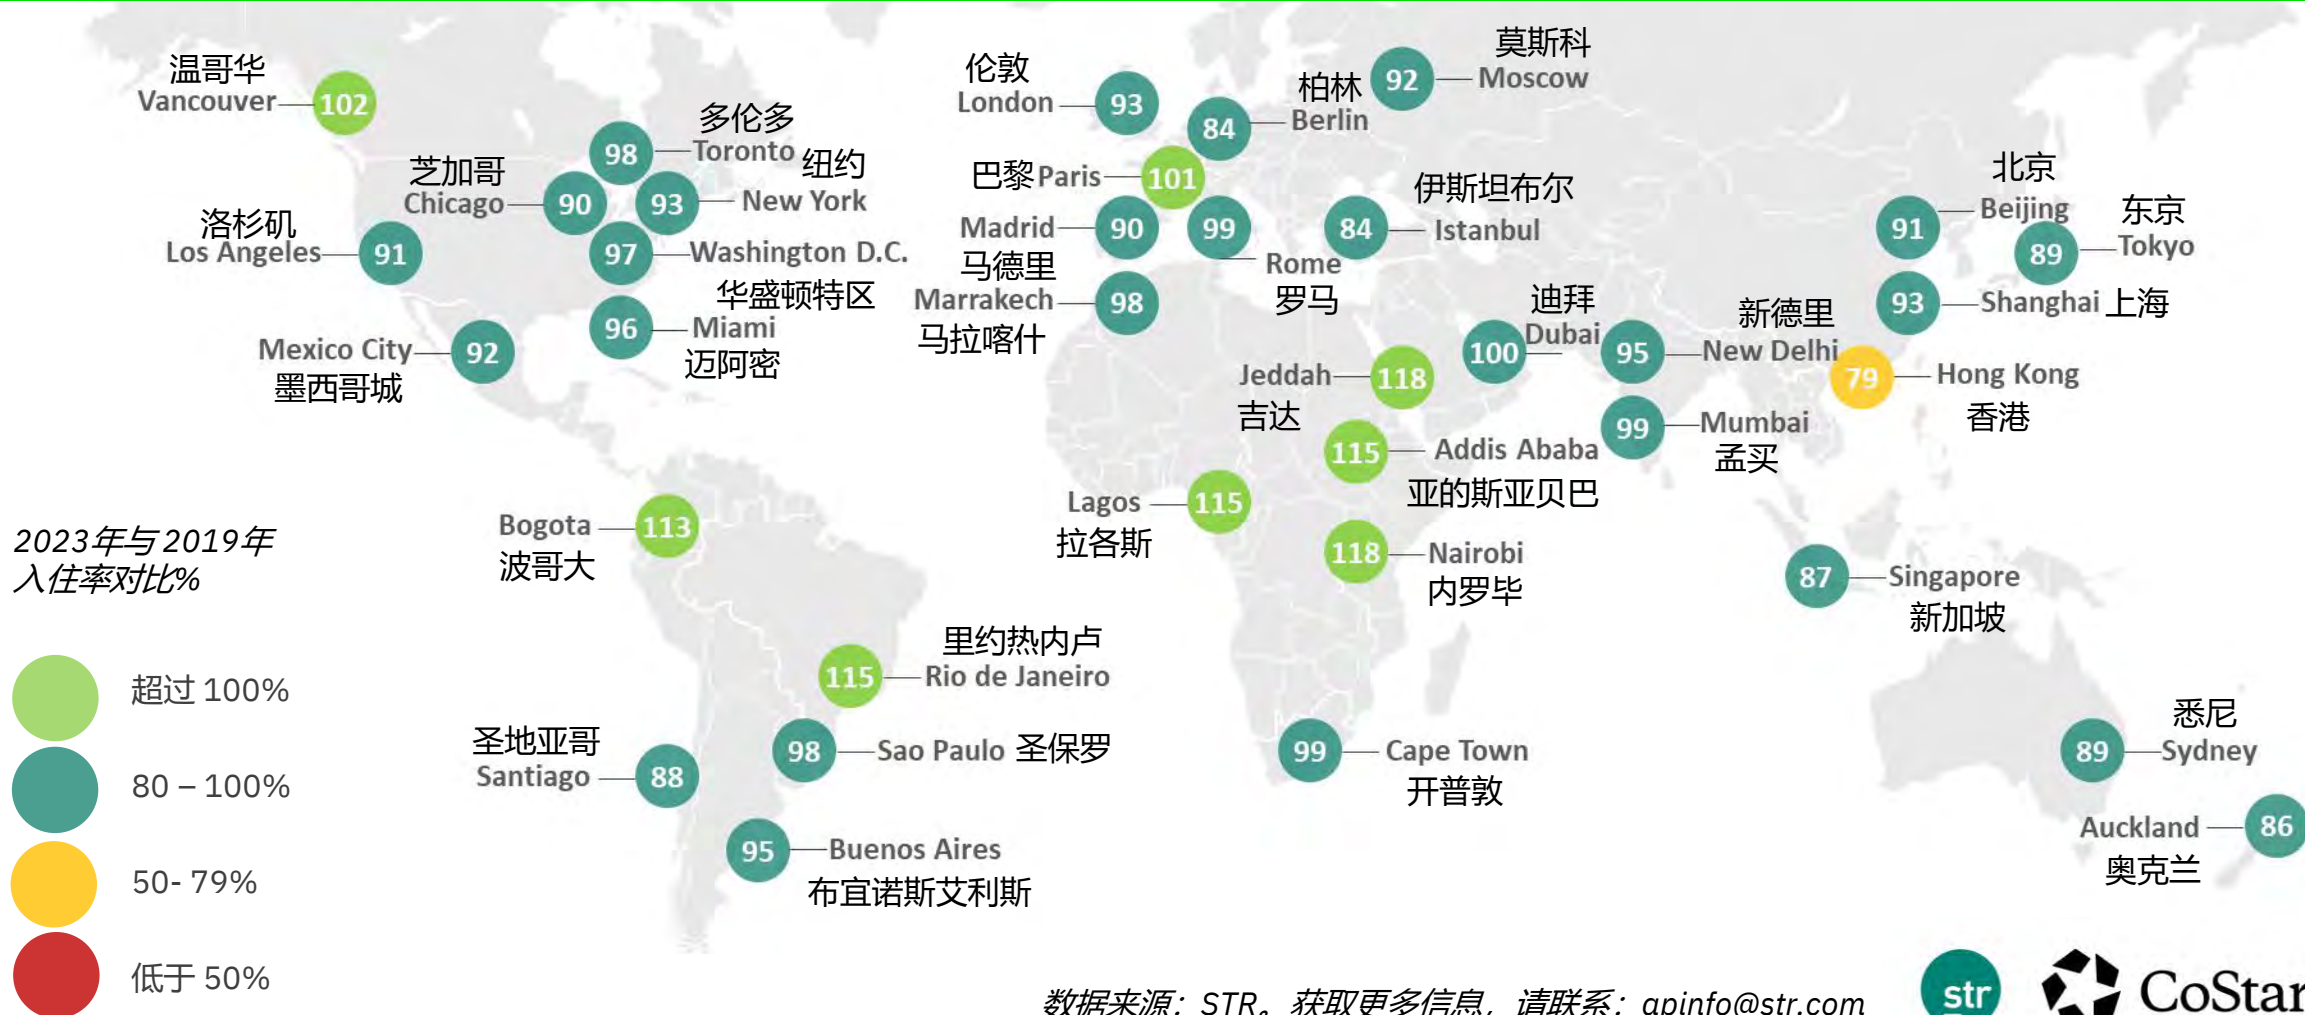 温哥华
Vancouver
102
多伦多
Toronto
98
芝加哥
Chicago
90
纽约
New York
93
洛杉矶
Los Angeles
91
97
Washington D.C.
华盛顿特区
Mexico City
墨西哥城
92
96
Miami
迈阿密
伦敦
London
93
柏林
Berlin
84
莫斯科
Moscow
92
巴黎 Paris
101
Madrid
马德里
90
99
Rome
罗马
伊斯坦布尔
Istanbul
84
Marrakech
马拉喀什
98
北京
Beijing
91
东京
Tokyo
89
93
Shanghai 上海
迪拜
Dubai
100
新德里
New Delhi
95
79
Hong Kong
香港
Jeddah
吉达
118
99
Mumbai
孟买
115
Addis Ababa
亚的斯亚贝巴
Lagos
拉各斯
115
118
Nairobi
内罗毕
Bogota
波哥大
113
87
Singapore
新加坡
里约热内卢
Rio de Janeiro
115
圣地亚哥
Santiago
88
98
Sao Paulo 圣保罗
99
Cape Town
开普敦
悉尼
Sydney
89
95
Buenos Aires
布宜诺斯艾利斯
Auckland
奥克兰
86
2023年与 2019年
入住率对比%
超过 100%
80 – 100%
50- 79%
低于 50%
数据来源：STR。获取更多信息，请联系：apinfo@str.com
str
CoStar